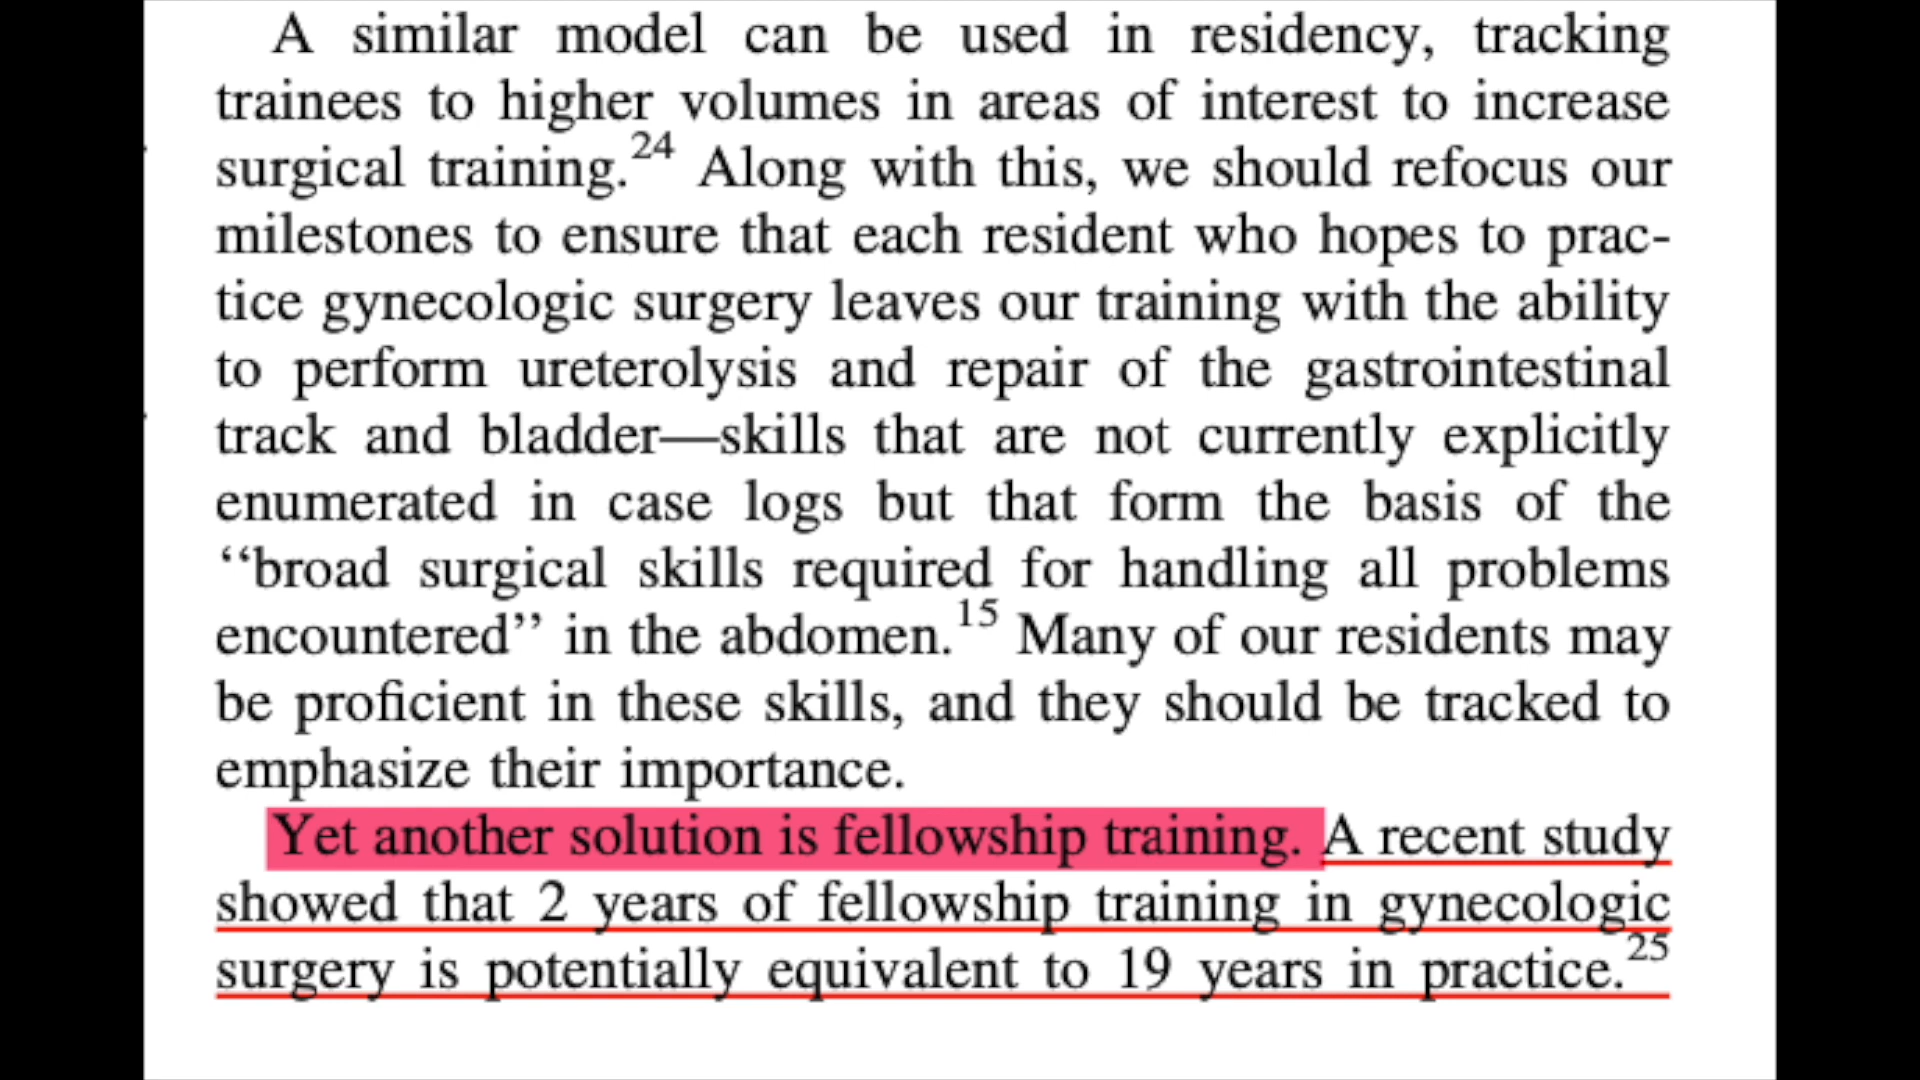 A similar model can be used in residency, tracking
trainees to higher volumes in areas of interest to increase
surgical training.24 Along with this, we should refocus our
milestones to ensure that each resident who hopes to prac-
tice gynecologic surgery leaves our training with the ability
to perform ureterolysis and repair of the gastrointestinal
track and bladder—skills that are not currently explicitly
enumerated in case logs but that form the basis of the
‘‘broad surgical skills required for handling all problems
encountered’’ in the abdomen.15 Many of our residents may
be proficient in these skills, and they should be tracked to
emphasize their importance.
Yet another solution is fellowship training. A recent study
showed that 2 years of fellowship training in gynecologic
surgery is potentially equivalent to 19 years in practice.25